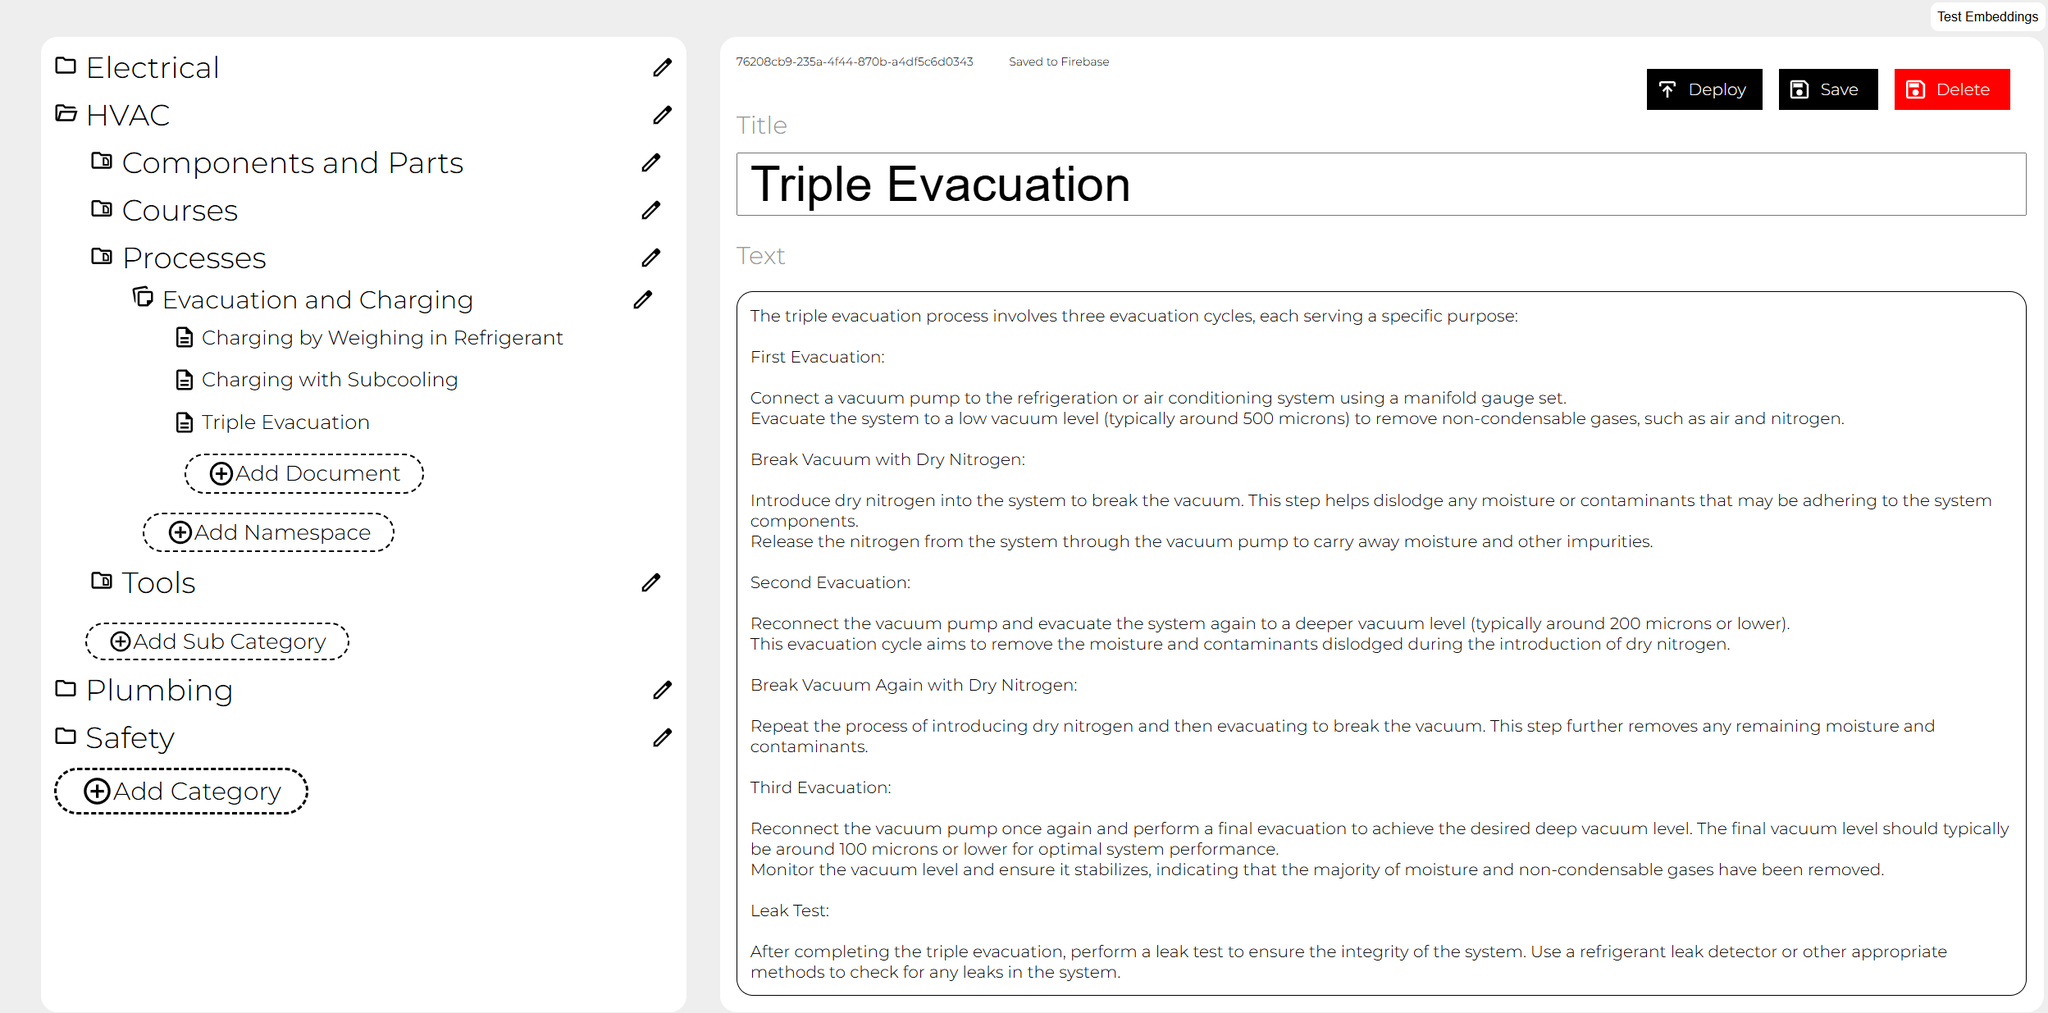 Test Embeddings
Electrical
HVAC
Components and Parts
Courses
Processes
Evacuation and Charging
Charging by Weighing in Refrigerant
Charging with Subcooling
Triple Evacuation
Add Document
Add Namespace
Tools
Add Sub Category
Plumbing
Safety
Add Category
76208cb9-235a-4f44-870b-a4df5c6d0343 Saved to Firebase
Deploy Save Delete
Title
Triple Evacuation
Text
The triple evacuation process involves three evacuation cycles, each serving a specific purpose:
First Evacuation:
Connect a vacuum pump to the refrigeration or air conditioning system using a manifold gauge set.
Evacuate the system to a low vacuum level (typically around 500 microns) to remove non-condensable gases, such as air and nitrogen.
Break Vacuum with Dry Nitrogen:
Introduce dry nitrogen into the system to break the vacuum. This step helps dislodge any moisture or contaminants that may be adhering to the system
components.
Release the nitrogen from the system through the vacuum pump to carry away moisture and other impurities.
Second Evacuation:
Reconnect the vacuum pump and evacuate the system again to a deeper vacuum level (typically around 200 microns or lower).
This evacuation cycle aims to remove the moisture and contaminants dislodged during the introduction of dry nitrogen.
Break Vacuum Again with Dry Nitrogen:
Repeat the process of introducing dry nitrogen and then evacuating to break the vacuum. This step further removes any remaining moisture and
contaminants.
Third Evacuation:
Reconnect the vacuum pump once again and perform a final evacuation to achieve the desired deep vacuum level. The final vacuum level should typically
be around 100 microns or lower for optimal system performance.
Monitor the vacuum level and ensure it stabilizes, indicating that the majority of moisture and non-condensable gases have been removed.
Leak Test:
After completing the triple evacuation, perform a leak test to ensure the integrity of the system. Use a refrigerant leak detector or other appropriate
methods to check for any leaks in the system.